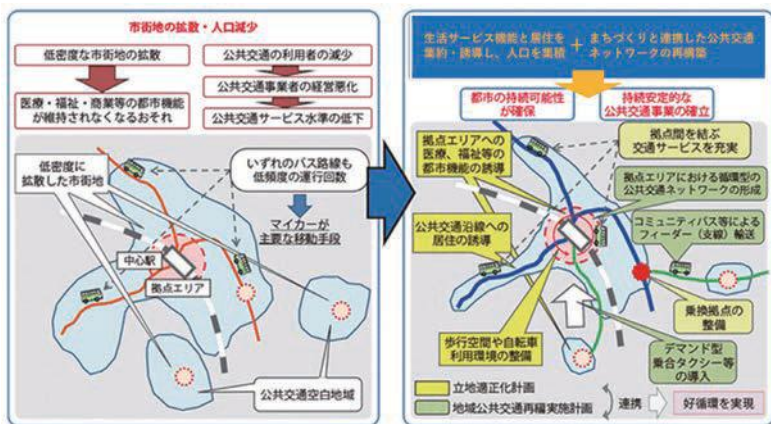 市街地の拡散・人口減少
低密度な市街地の拡散
医療・福祉・商業等の都市機能
が維持されなくなるおそれ
公共交通の利用者の減少
公共交通事業者の経営悪化
公共交通サービス水準の低下
低密度に
拡散した市街地
いずれのバス路線も
低頻度の運行回数
マイカーが
主要な移動手段
中心駅
拠点エリア
公共交通空白地域
生活サービス機能と居住を
集約・誘導し、人口を集積
+
まちづくりと連携した公共交通
ネットワークの再構築
都市の持続可能性
が確保
持続安定的な
公共交通事業の確立
拠点エリアへの
医療、福祉等の
都市機能の誘導
拠点間を結ぶ
交通サービスを充実
拠点エリアにおける循環型の
公共交通ネットワークの形成
公共交通沿線への
居住の誘導
コミュニティバス等による
フィーダー（支線）輸送
乗換拠点の
整備
歩行空間や自転車
利用環境の整備
デマンド型
乗合タクシー等
の導入
立地適正化計画
地域公共交通再編実施計画
連携
好循環を実現